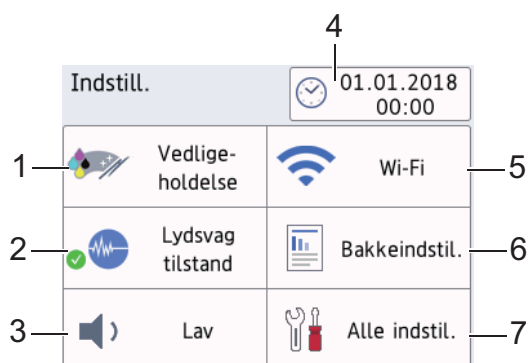 4
Indstill.
01.01.2018
00:00
1
Vedlige-
holdelse
Wi-Fi
5
2
Lydsvag
tilstand
Bakkeindstil.
6
3
Lav
Alle indstil.
7